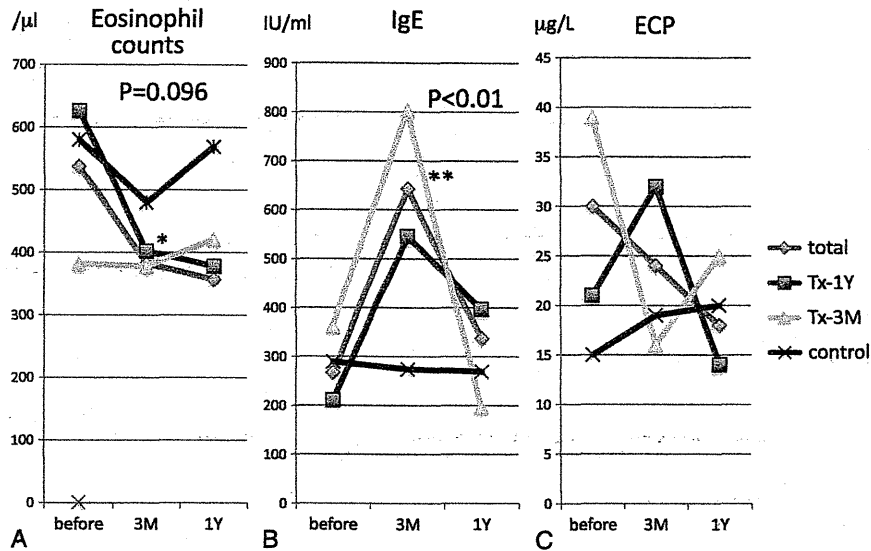 /µl
Eosinophil
counts
P=0.096
700
600
500
400
300
200
100
0
*
before 3M 1Y
A
IU/ml
IgE
P<0.01
900
800
700
600
500
400
300
200
100
0
**
before 3M 1Y
B
µg/L
ECP
45
40
35
30
25
20
15
10
5
0
before 3M 1Y
C
total
Tx-1Y
Tx-3M
control